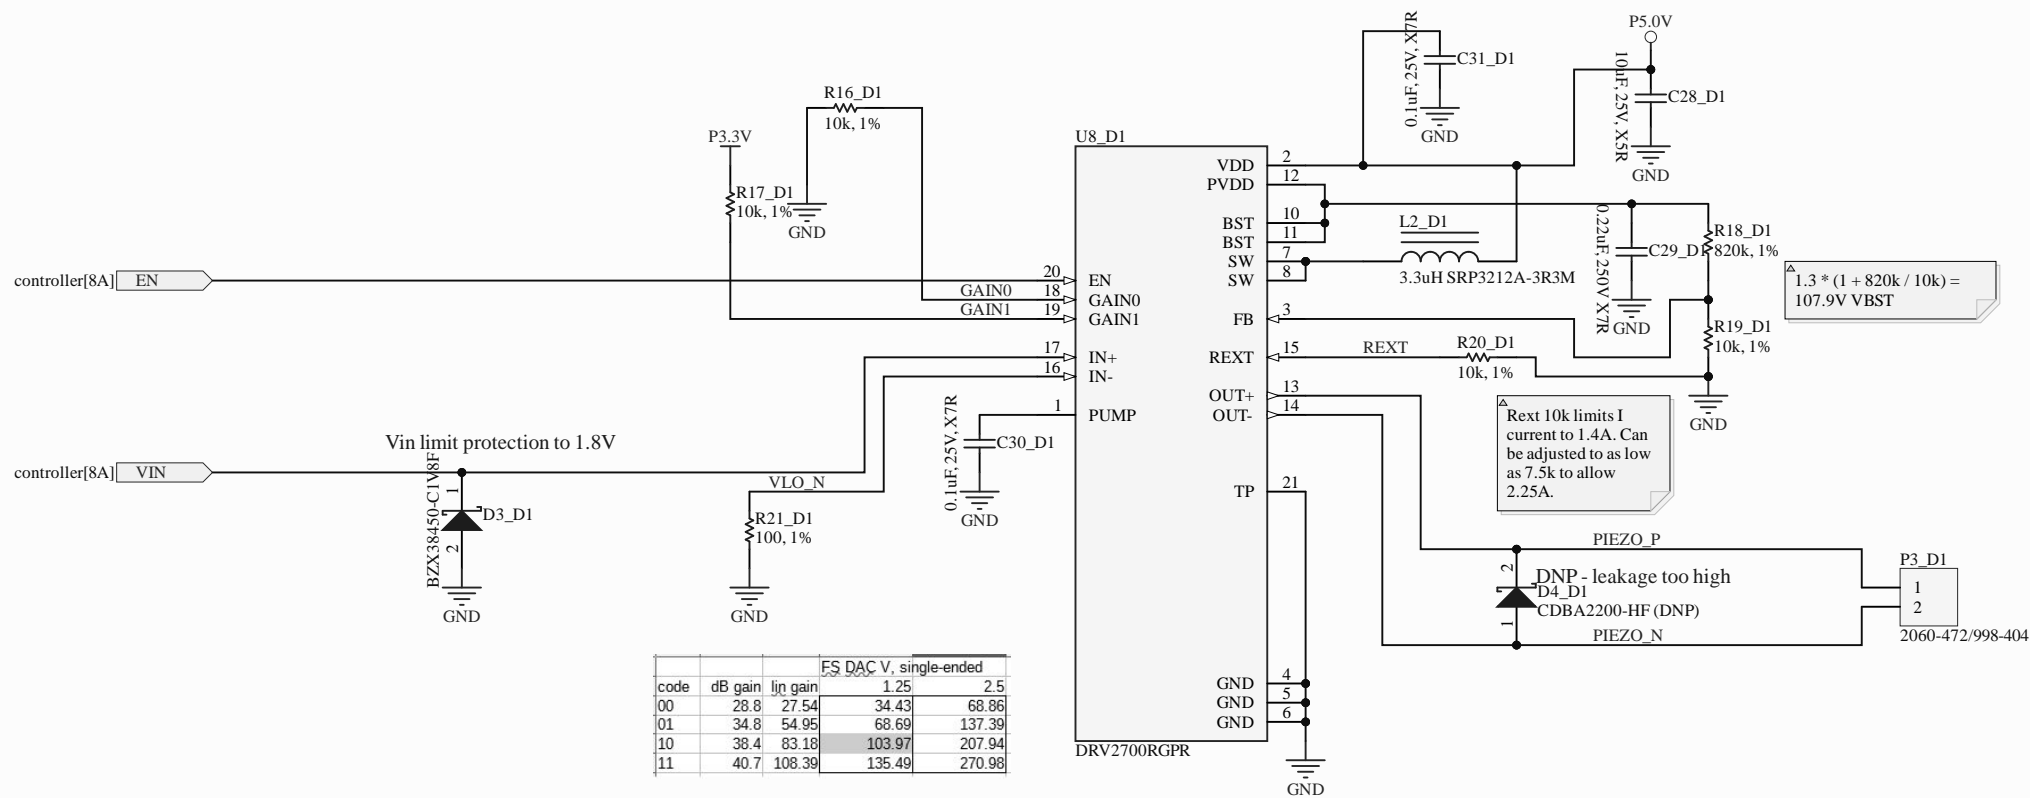 P5.0V
0.1uF, 25V, X7R
C31_D1
GND
10uF, 25V, X5R
C28_D1
GND
R16_D1
10k, 1%
P3.3V
R17_D1
10k, 1%
GND
U8_D1
VDD 2
PVDD 12
BST 10
BST 11
SW 7
SW 8
L2_D1
3.3uH SRP3212A-3R3M
0.22uF, 250V X7R
C29_D1
GND
R18_D1
820k, 1%
1.3 * (1 + 820k / 10k) =
107.9V VBST
controller[8A] EN
20 EN
GAIN0 18 GAIN0
GAIN1 19 GAIN1
FB 3
R19_D1
10k, 1%
GND
17 IN+
16 IN-
REXT 15 REXT
R20_D1
10k, 1%
OUT+ 13
OUT- 14
1 PUMP
0.1uF, 25V, X7R
C30_D1
GND
Rext 10k limits I
current to 1.4A. Can
be adjusted to as low
as 7.5k to allow
2.25A.
Vin limit protection to 1.8V
controller[8A] VIN
BZX38450-C1V8F
1
D3_D1
2
GND
VLO_N
R21_D1
100, 1%
GND
TP 21
PIEZO_P
2
DNP - leakage too high
D4_D1
CDBA2200-HF (DNP)
1
PIEZO_N
P3_D1
1
2
2060-472/998-404
GND 4
GND 5
GND 6
DRV2700RGPR
GND
FS DAC V, single-ended
code dB gain lin gain 1.25 2.5
00 28.8 27.54 34.43 68.86
01 34.8 54.95 68.69 137.39
10 38.4 83.18 103.97 207.94
11 40.7 108.39 135.49 270.98